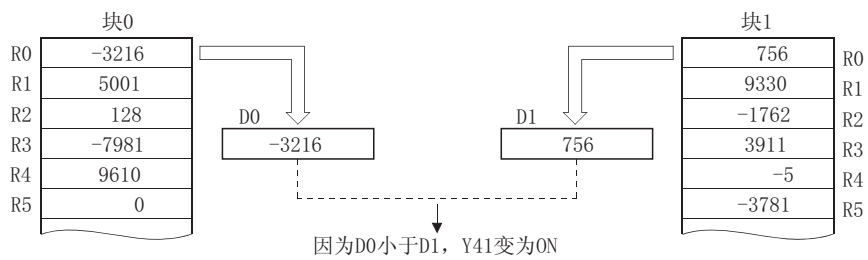 块0
块1
R0 -3216
R1 5001
R2 128
R3 -7981
R4 9610
R5 0
D0
-3216
D1
756
756 R0
9330 R1
-1762 R2
3911 R3
-5 R4
-3781 R5
因为D0小于D1，Y41变为ON